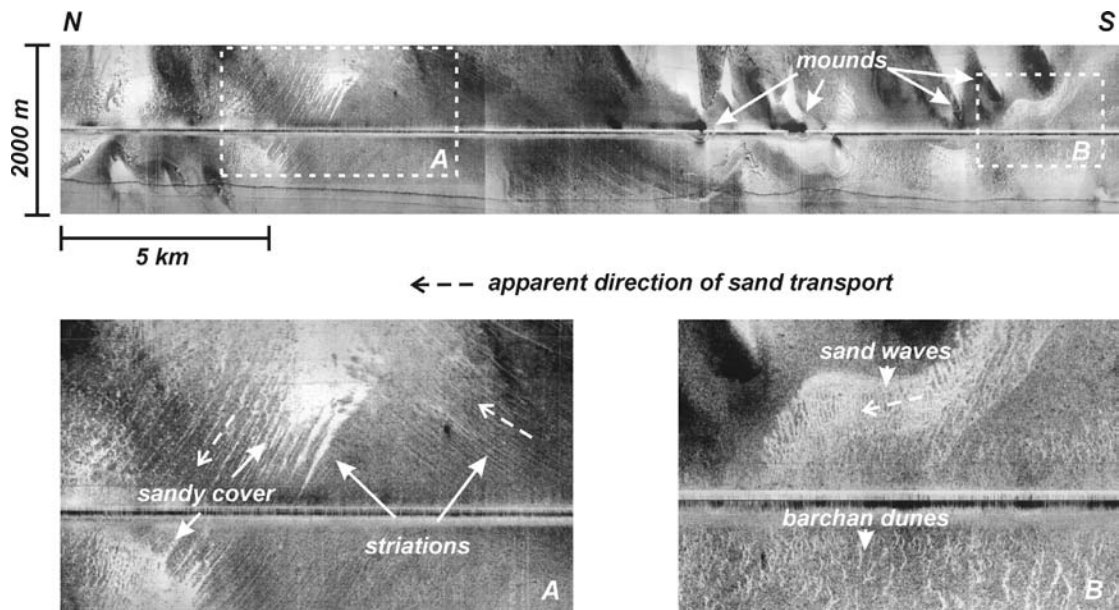 N
S
2000 m
mounds
A
B
5 km
apparent direction of sand transport
sandy cover
striations
A
sand waves
barchan dunes
B